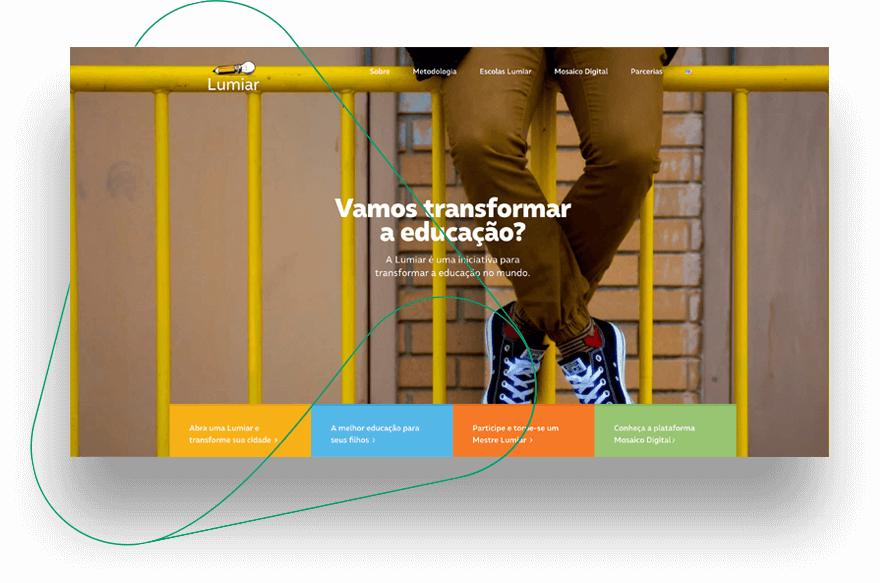 Lumiar
Sobre
Metodologia
Escolas Lumiar
Mosaico Digital
Parcerias
Vamos transformar
a educação?
A Lumiar é uma iniciativa para
transformar a educação no mundo.
Abra uma Lumiar e
transforme sua cidade >
A melhor educação para
seus filhos >
Participe e torne-se um
Mestre Lumiar >
Conheça a plataforma
Mosaico Digital >